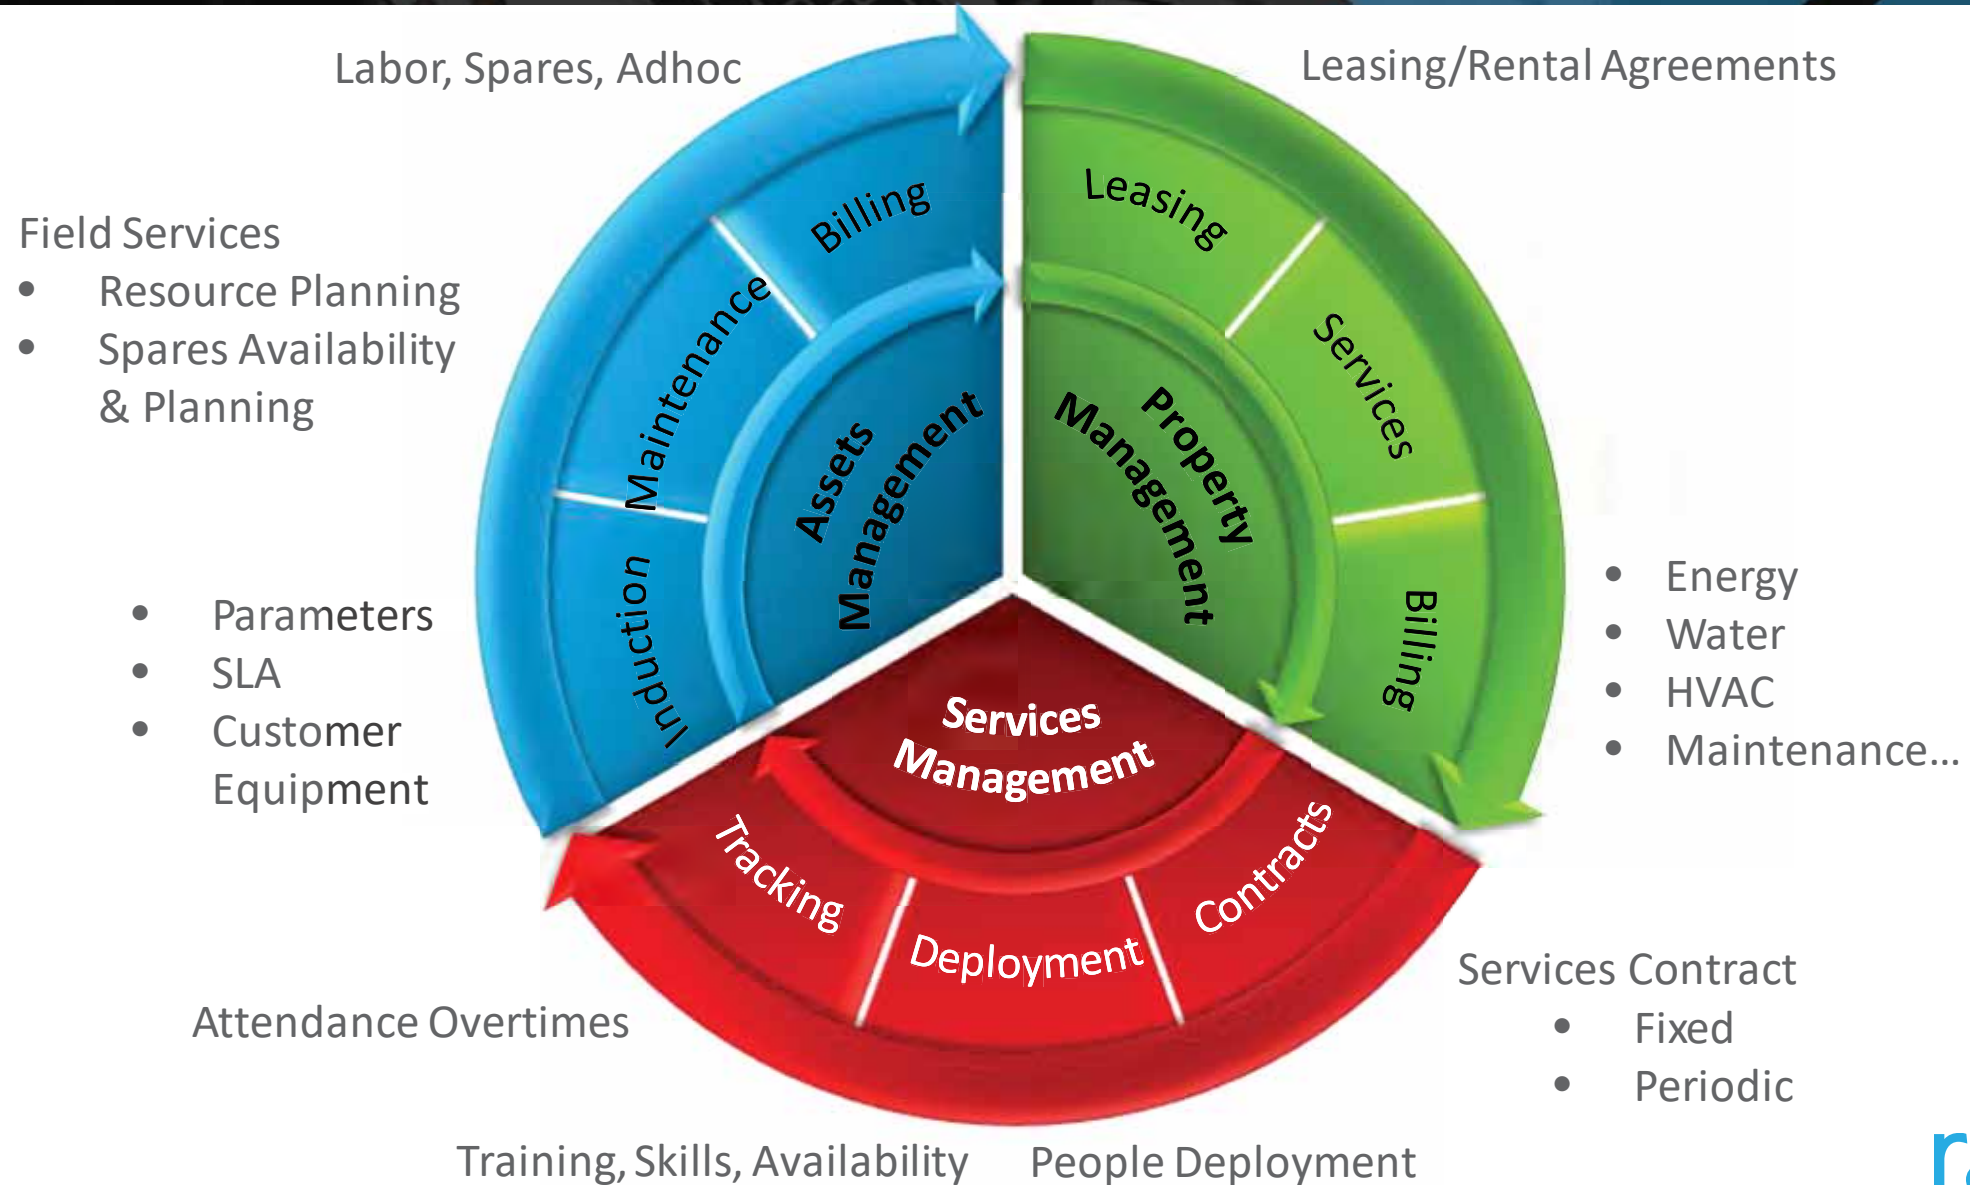 Labor, Spares, Adhoc
Leasing/Rental Agreements
Field Services
• Resource Planning
• Spares Availability
& Planning
• Parameters
• SLA
• Customer
Equipment
Billing
Maintenance
Induction
Assets
Management
Leasing
Services
Billing
Property
Management
Services
Management
Tracking
Deployment
Contracts
• Energy
• Water
• HVAC
• Maintenance...
Attendance Overtimes
Services Contract
• Fixed
• Periodic
Training, Skills, Availability
People Deployment